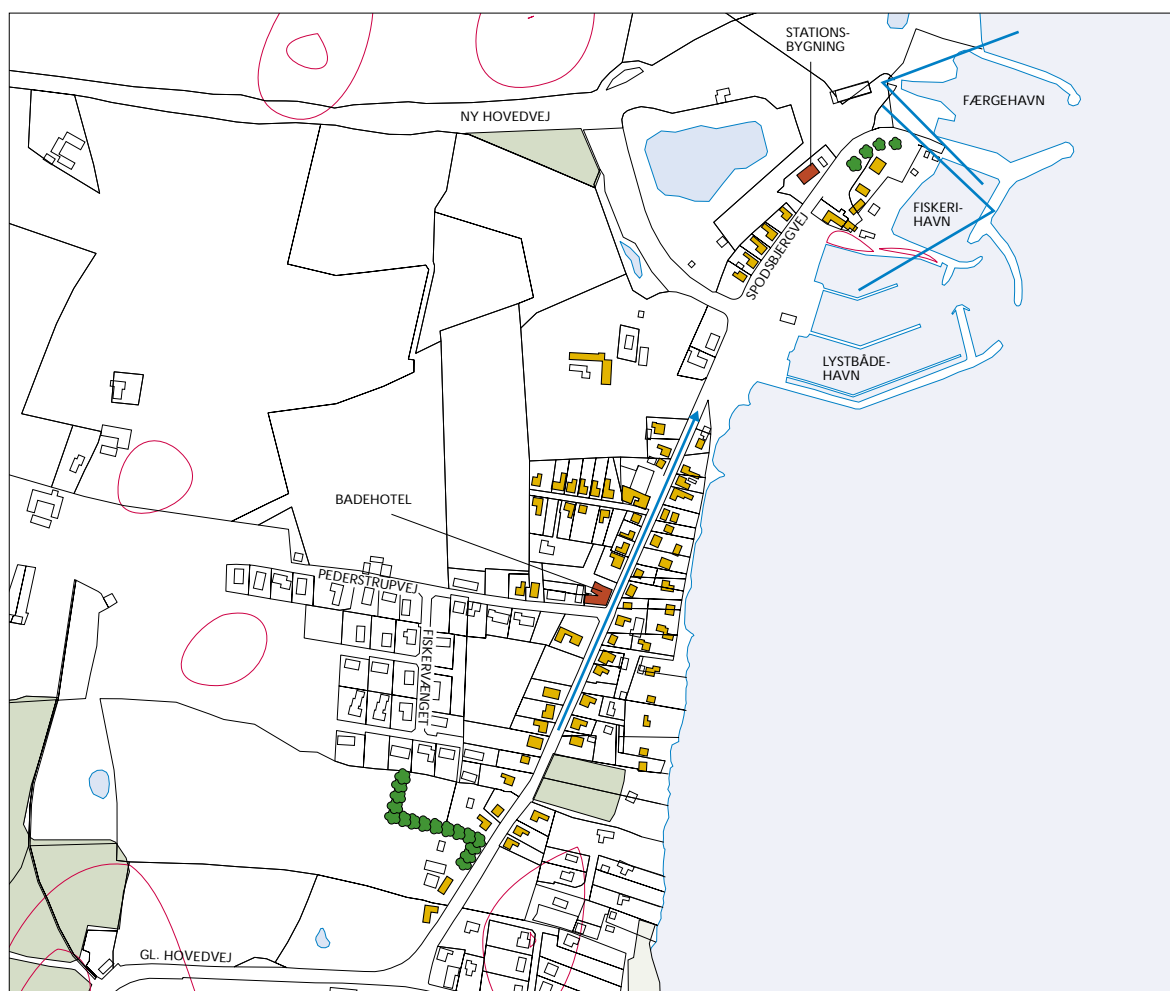 STATIONS-
BYGNING
FÆRGEHAVN
NY HOVEDVEJ
FISKERI-
HAVN
SPODSBJERGVEJ
LYSTBÅDE-
HAVN
BADEHOTEL
PEDERSTRUPVEJ
FISKERVÆNGET
GL. HOVEDVEJ